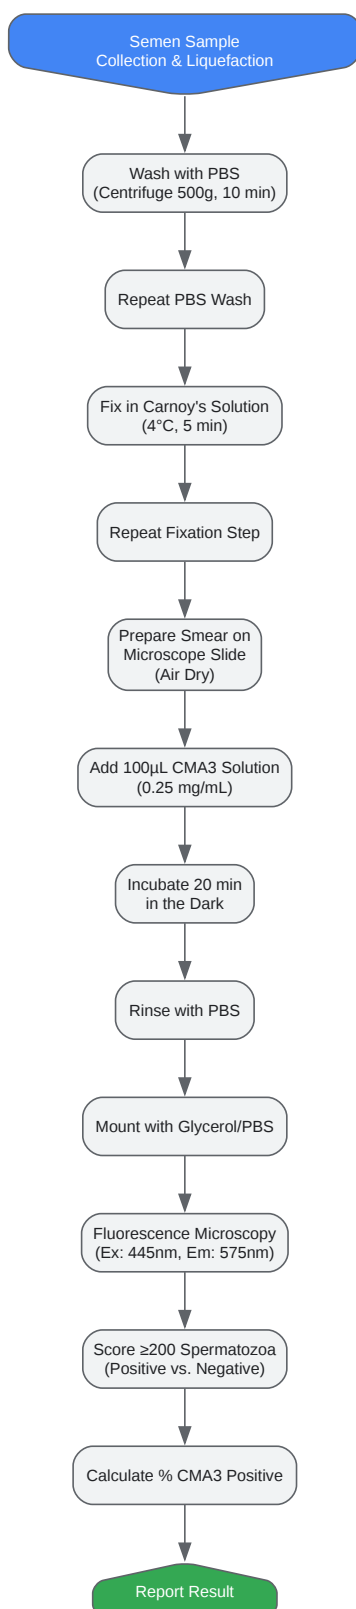 Semen Sample
Collection & Liquefaction
Wash with PBS
(Centrifuge 500g, 10 min)
Repeat PBS Wash
Fix in Carnoy's Solution
(4°C, 5 min)
Repeat Fixation Step
Prepare Smear on
Microscope Slide
(Air Dry)
Add 100µL CMA3 Solution
(0.25 mg/mL)
Incubate 20 min
in the Dark
Rinse with PBS
Mount with Glycerol/PBS
Fluorescence Microscopy
(Ex: 445nm, Em: 575nm)
Score ≥200 Spermatozoa
(Positive vs. Negative)
Calculate % CMA3 Positive
Report Result